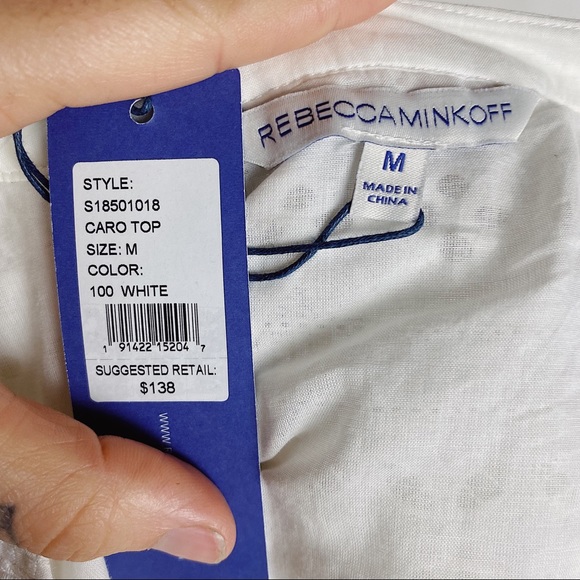 REBECCAMINKOFF
M
MADE IN
CHINA
STYLE:
S18501018
CARO TOP
SIZE: M
COLOR:
100 WHITE
1 91422 15204 7
SUGGESTED RETAIL:
$138
www.